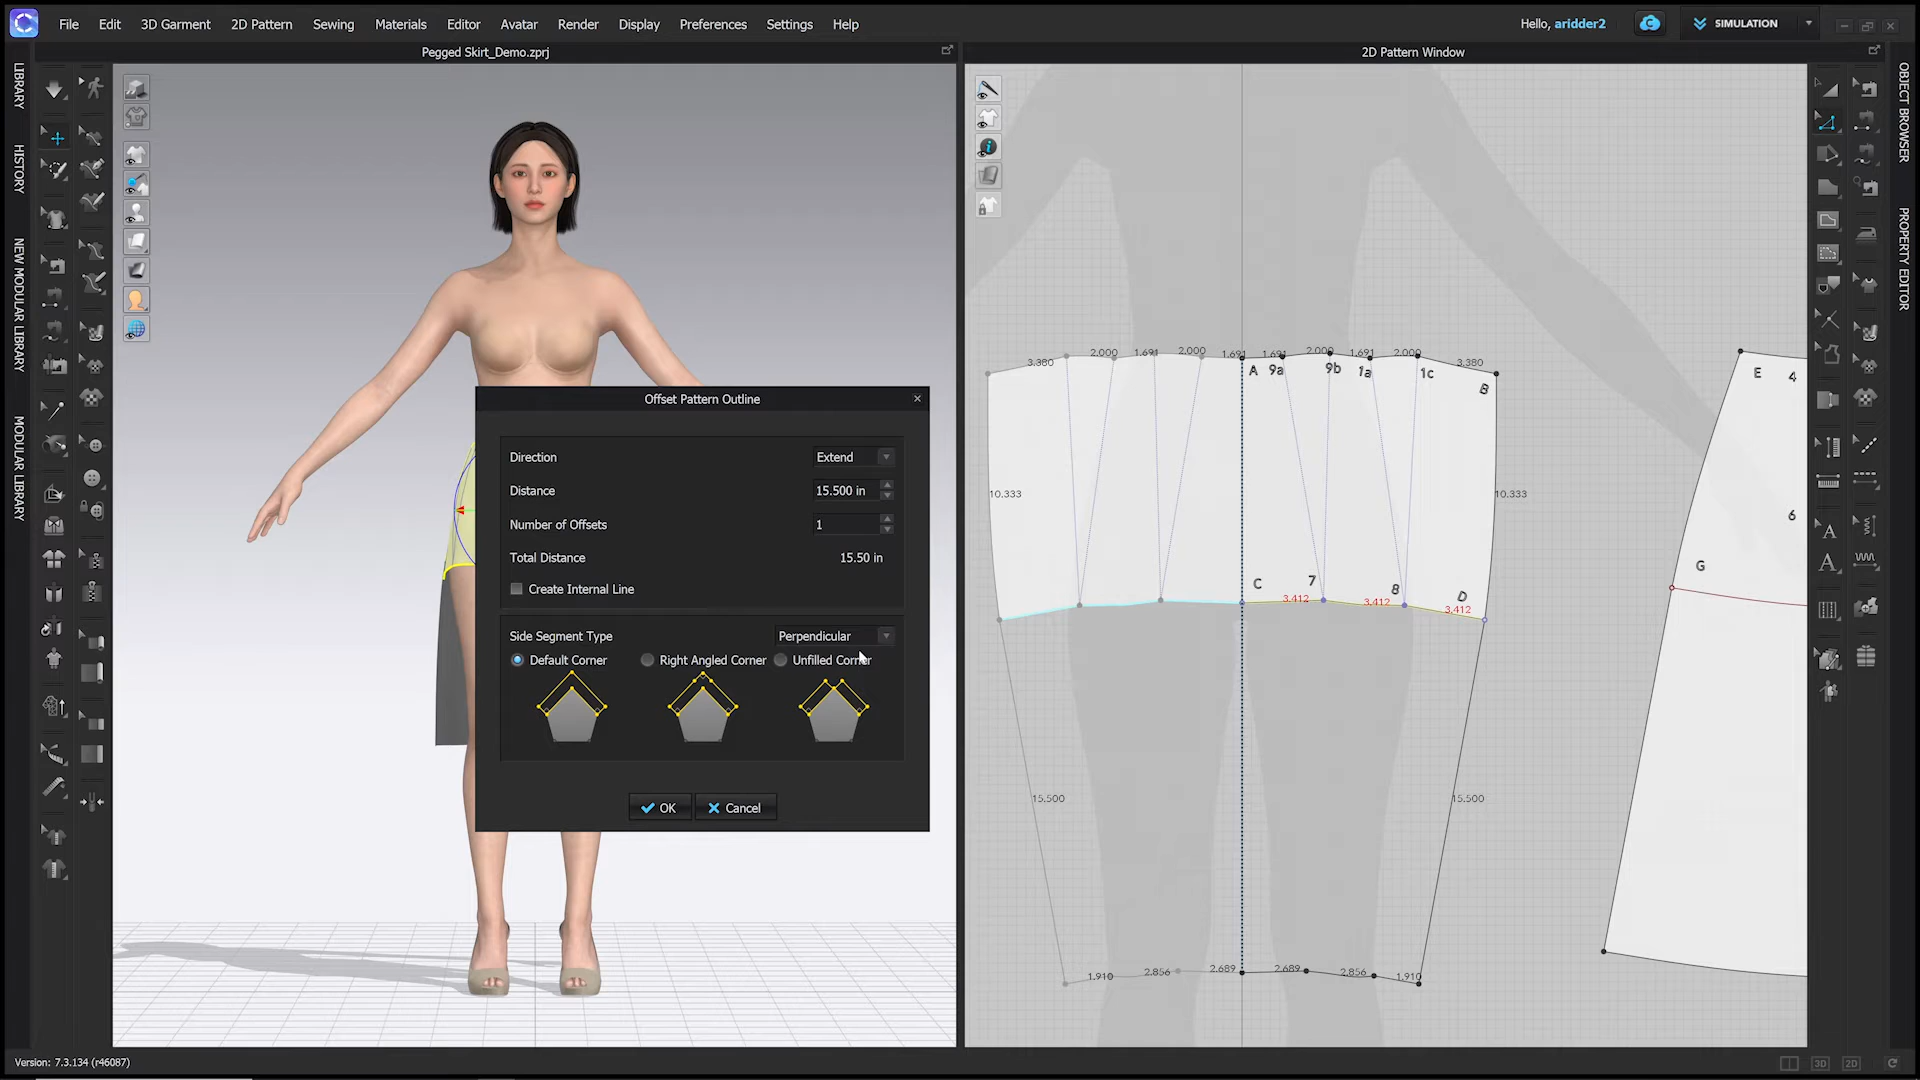 File Edit 3D Garment 2D Pattern Sewing Materials Editor Avatar Render Display Preferences Settings Help
Hello, aridder2
SIMULATION
Pegged Skirt_Demo.zprj
2D Pattern Window
LIBRARY
HISTORY
NEW MODULAR LIBRARY
MODULAR LIBRARY
OBJECT BROWSER
PROPERTY EDITOR
Offset Pattern Outline
Direction Extend
Distance 15.500 in
Number of Offsets 1
Total Distance 15.50 in
Create Internal Line
Side Segment Type Perpendicular
Default Corner Right Angled Corner Unfilled Corner
OK Cancel
3.380 2.000 1.691 2.000 1.691 1.691 2.000 1.691 2.000 3.380
A 9a 9b 1a 1c B
10.333 10.333
C 7 8 D
3.412 3.412 3.412
15.500 15.500
1.910 2.856 2.689 2.689 2.856 1.910
E 4
6
G
A
A
Version: 7.3.134 (r46087)
3D 2D